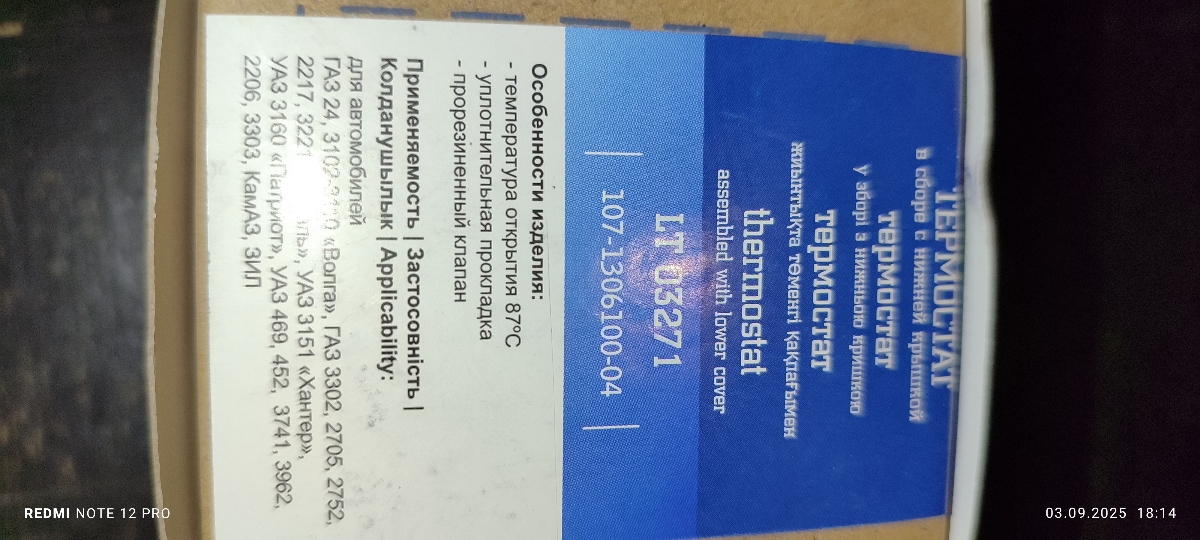 ТЕРМОСТАТ
в сборе с нижней крышкой
термостат
у зборі з нижньою кришкою
термостат
жиынтықта төменгі қақпағымен
thermostat
assembled with lower cover
LT 03271
107-1306100-04
Особенности изделия:
- температура открытия 87°С
- уплотнительная прокладка
- прорезиненный клапан
Применяемость | Застосовність |
Колданушылык | Applicability:
для автомобилей
ГАЗ 24, 3102-3110 «Волга», ГАЗ 3302, 2705, 2752,
2217, 3221 УАЗ 3151 «Хантер»,
УАЗ 3160 «Патриот», УАЗ 469, 452, 3741, 3962,
2206, 3303, КамАЗ, ЗИЛ
REDMI NOTE 12 PRO
03.09.2025 18:14